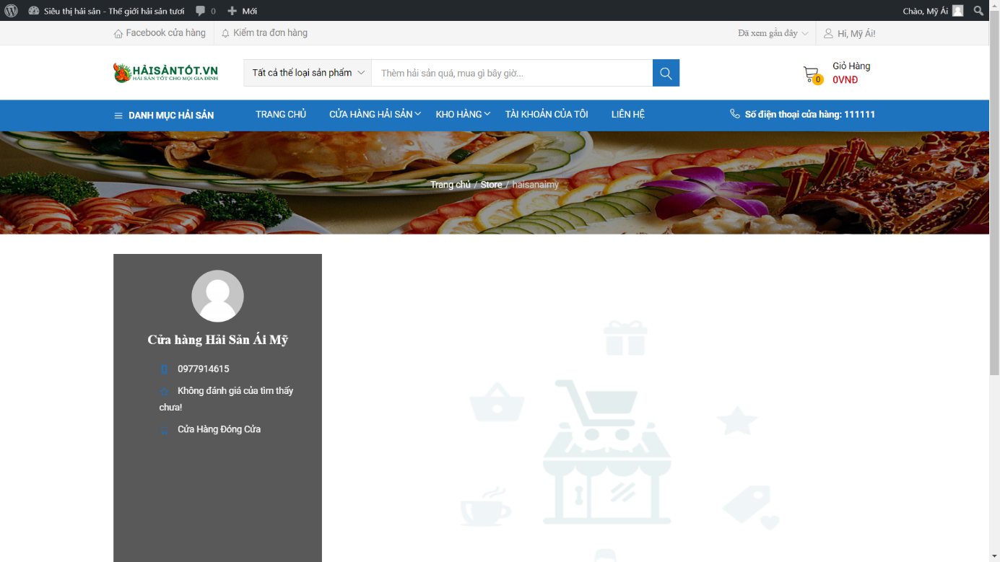 Siêu thị hải sản - Thế giới hải sản tươi 0 Mới Chào, Mỹ Ái
Facebook cửa hàng Kiểm tra đơn hàng Đã xem gần đây Hi, Mỹ Ái!
HẢISẢNTỐT.VN
HẢI SẢN TỐT CHO MỌI GIA ĐÌNH
Tất cả thể loại sản phẩm Thèm hải sản quá, mua gì bây giờ... 0 Giỏ Hàng
0VNĐ
DANH MỤC HẢI SẢN TRANG CHỦ CỬA HÀNG HẢI SẢN KHO HÀNG TÀI KHOẢN CỦA TÔI LIÊN HỆ Số điện thoại cửa hàng: 111111
Trang chủ / Store / haisanaimy
Cửa hàng Hải Sản Ái Mỹ
0977914615
Không đánh giá của tìm thấy
chưa!
Cửa Hàng Đóng Cửa